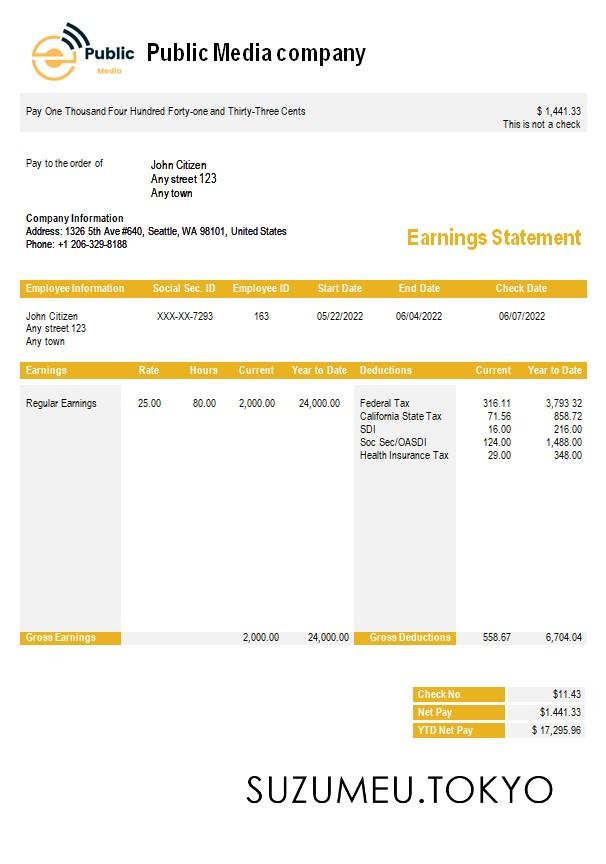 Public
Media
Public Media company
Pay One Thousand Four Hundred Forty-one and Thirty-Three Cents $ 1,441.33
This is not a check
Pay to the order of John Citizen
Any street 123
Any town
Company Information
Address: 1326 5th Ave #640, Seattle, WA 98101, United States
Phone: +1 206-329-8188
Earnings Statement
Employee Information Social Sec. ID Employee ID Start Date End Date Check Date
John Citizen XXX-XX-7293 163 05/22/2022 06/04/2022 06/07/2022
Any street 123
Any town
Earnings Rate Hours Current Year to Date Deductions Current Year to Date
Regular Earnings 25.00 80.00 2,000.00 24,000.00 Federal Tax 316.11 3,793 32
California State Tax 71.56 858.72
SDI 16.00 216.00
Soc Sec/OASDI 124.00 1,488.00
Health Insurance Tax 29.00 348.00
Gross Earnings 2,000.00 24,000.00 Gross Deductions 558.67 6,704.04
Check No. $11.43
Net Pay $1.441.33
YTD Net Pay $ 17,295.96
SUZUMEU.TOKYO